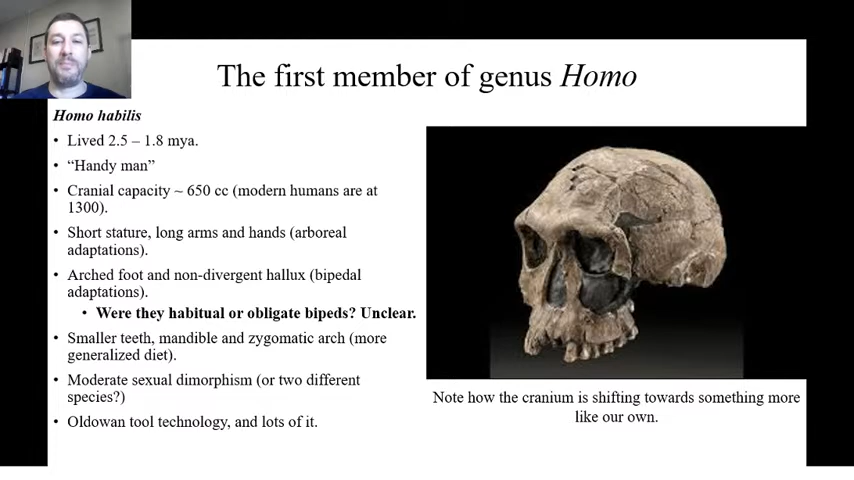 The first member of genus Homo
Homo habilis
• Lived 2.5 – 1.8 mya.
• “Handy man”
• Cranial capacity ~ 650 cc (modern humans are at
1300).
• Short stature, long arms and hands (arboreal
adaptations).
• Arched foot and non-divergent hallux (bipedal
adaptations).
• Were they habitual or obligate bipeds? Unclear.
• Smaller teeth, mandible and zygomatic arch (more
generalized diet).
• Moderate sexual dimorphism (or two different
species?)
• Oldowan tool technology, and lots of it.
Note how the cranium is shifting towards something more
like our own.